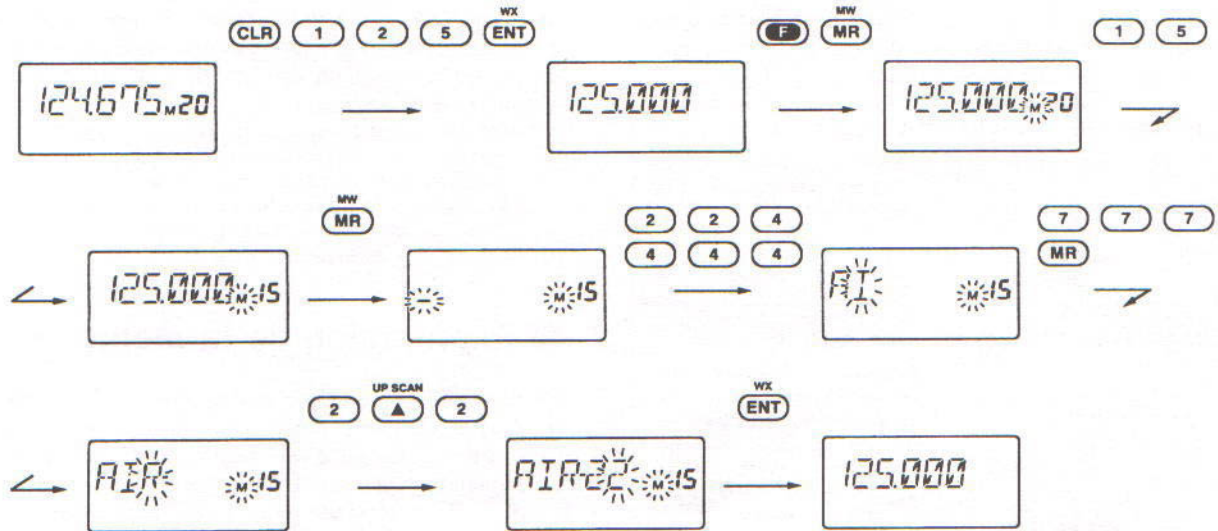 WX
CLR 1 2 5 ENT
MW
F MR
1 5
124.675 M20
125.000
125.000 M20
MW
MR
2 2 4
4 4 4
7 7 7
MR
125.000 M 15
- M 15
AI M 15
UP SCAN
2 ▲ 2
WX
ENT
AIR M 15
AIR22 M 15
125.000